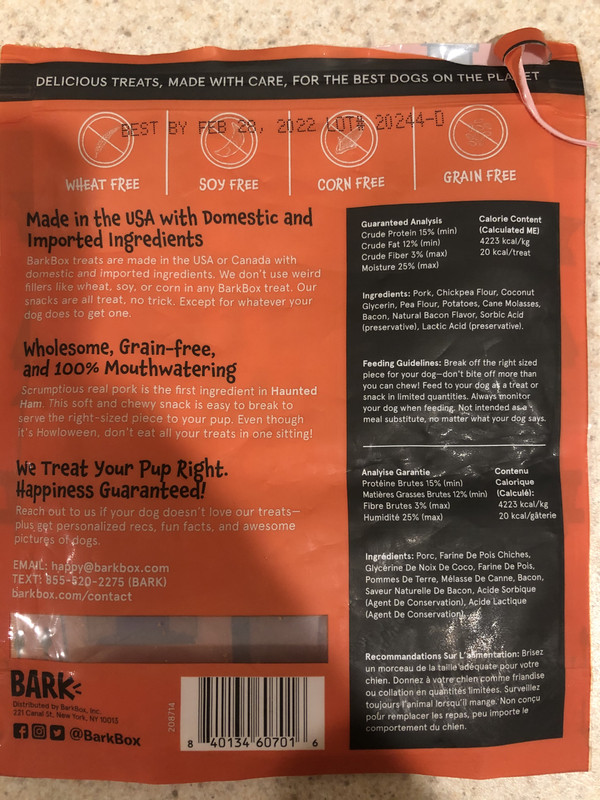 DELICIOUS TREATS, MADE WITH CARE, FOR THE BEST DOGS ON THE PLANET
BEST BY FEB 28, 2022 LOT# 20244-D
WHEAT FREE
SOY FREE
CORN FREE
GRAIN FREE
Made in the USA with Domestic and
Imported Ingredients
BarkBox treats are made in the USA or Canada with
domestic and imported ingredients. We don't use weird
fillers like wheat, soy, or corn in any BarkBox treat. Our
snacks are all treat, no trick. Except for whatever your
dog does to get one.
Wholesome, Grain-free,
and 100% Mouthwatering
Scrumptious real pork is the first ingredient in Haunted
Ham. This soft and chewy snack is easy to break to
serve the right-sized piece to your pup. Even though
it's Howloween, don't eat all your treats in one sitting!
We Treat Your Pup Right.
Happiness Guaranteed!
Reach out to us if your dog doesn't love our treats—
plus get personalized recs, fun facts, and awesome
pictures of dogs.
EMAIL: happy@barkbox.com
TEXT: 855-520-2275 (BARK)
barkbox.com/contact
BARK
Distributed by BarkBox, Inc.
221 Canal St. New York, NY 10013
@BarkBox
208714
8 40134 60701 6
Guaranteed Analysis
Crude Protein 15% (min)
Crude Fat 12% (min)
Crude Fiber 3% (max)
Moisture 25% (max)
Calorie Content
(Calculated ME)
4223 kcal/kg
20 kcal/treat
Ingredients: Pork, Chickpea Flour, Coconut
Glycerin, Pea Flour, Potatoes, Cane Molasses,
Bacon, Natural Bacon Flavor, Sorbic Acid
(preservative), Lactic Acid (preservative).
Feeding Guidelines: Break off the right sized
piece for your dog—don't bite off more than
you can chew! Feed to your dog as a treat or
snack in limited quantities. Always monitor
your dog when feeding. Not intended as a
meal substitute, no matter what your dog says.
Analyse Garantie
Protéine Brutes 15% (min)
Matières Grasses Brutes 12% (min)
Fibre Brutes 3% (max)
Humidité 25% (max)
Contenu
Calorique
(Calculé):
4223 kcal/kg
20 kcal/gâterie
Ingrédients: Porc, Farine De Pois Chiches,
Glycérine De Noix De Coco, Farine De Pois,
Pommes De Terre, Mélasse De Canne, Bacon,
Saveur Naturelle De Bacon, Acide Sorbique
(Agent De Conservation), Acide Lactique
(Agent De Conservation).
Recommandations Sur L'alimentation: Brisez
un morceau de la taille adéquate pour votre
chien. Donnez à votre chien comme friandise
ou collation en quantités limitées. Surveillez
toujours l'animal lorsqu'il mange. Non conçu
pour remplacer les repas, peu importe le
comportement du chien.